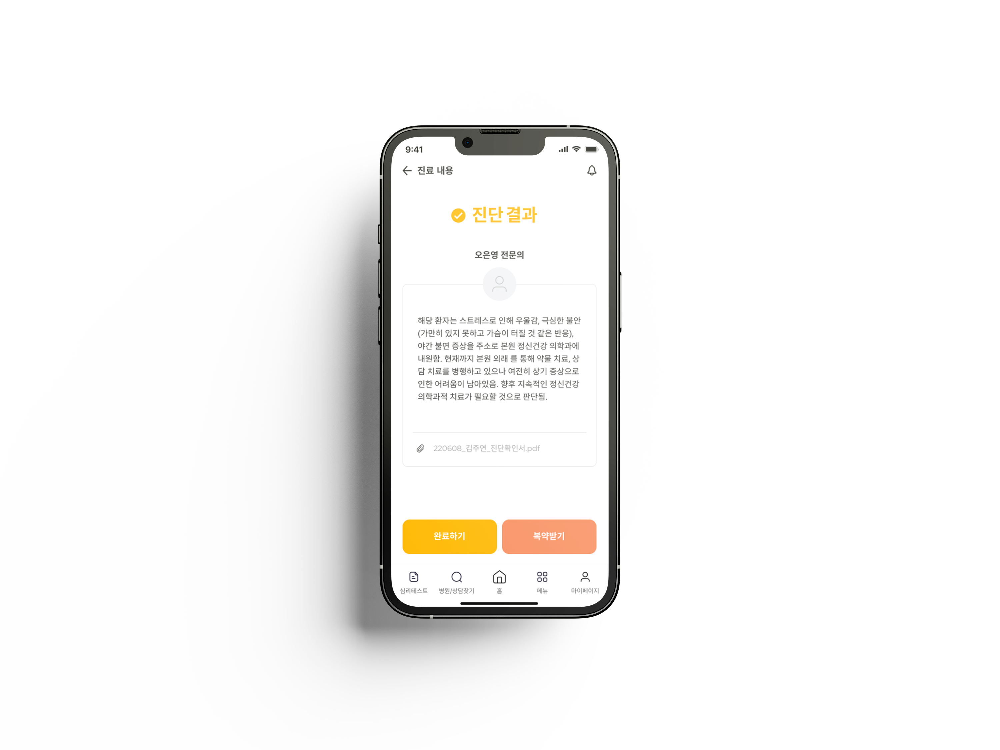 9:41
진료 내용
진단 결과
오은영 전문의
해당 환자는 스트레스로 인해 우울감, 극심한 불안
(가만히 있지 못하고 가슴이 터질 것 같은 반응),
야간 불면 증상을 주소로 본원 정신건강 의학과에
내원함. 현재까지 본원 외래 를 통해 약물 치료, 상
담 치료를 병행하고 있으나 여전히 상기 증상으로
인한 어려움이 남아있음. 향후 지속적인 정신건강
의학과적 치료가 필요할 것으로 판단됨.
220608_김주연_진단확인서.pdf
완료하기 복약받기
심리테스트 병원/상담찾기 홈 메뉴 마이페이지